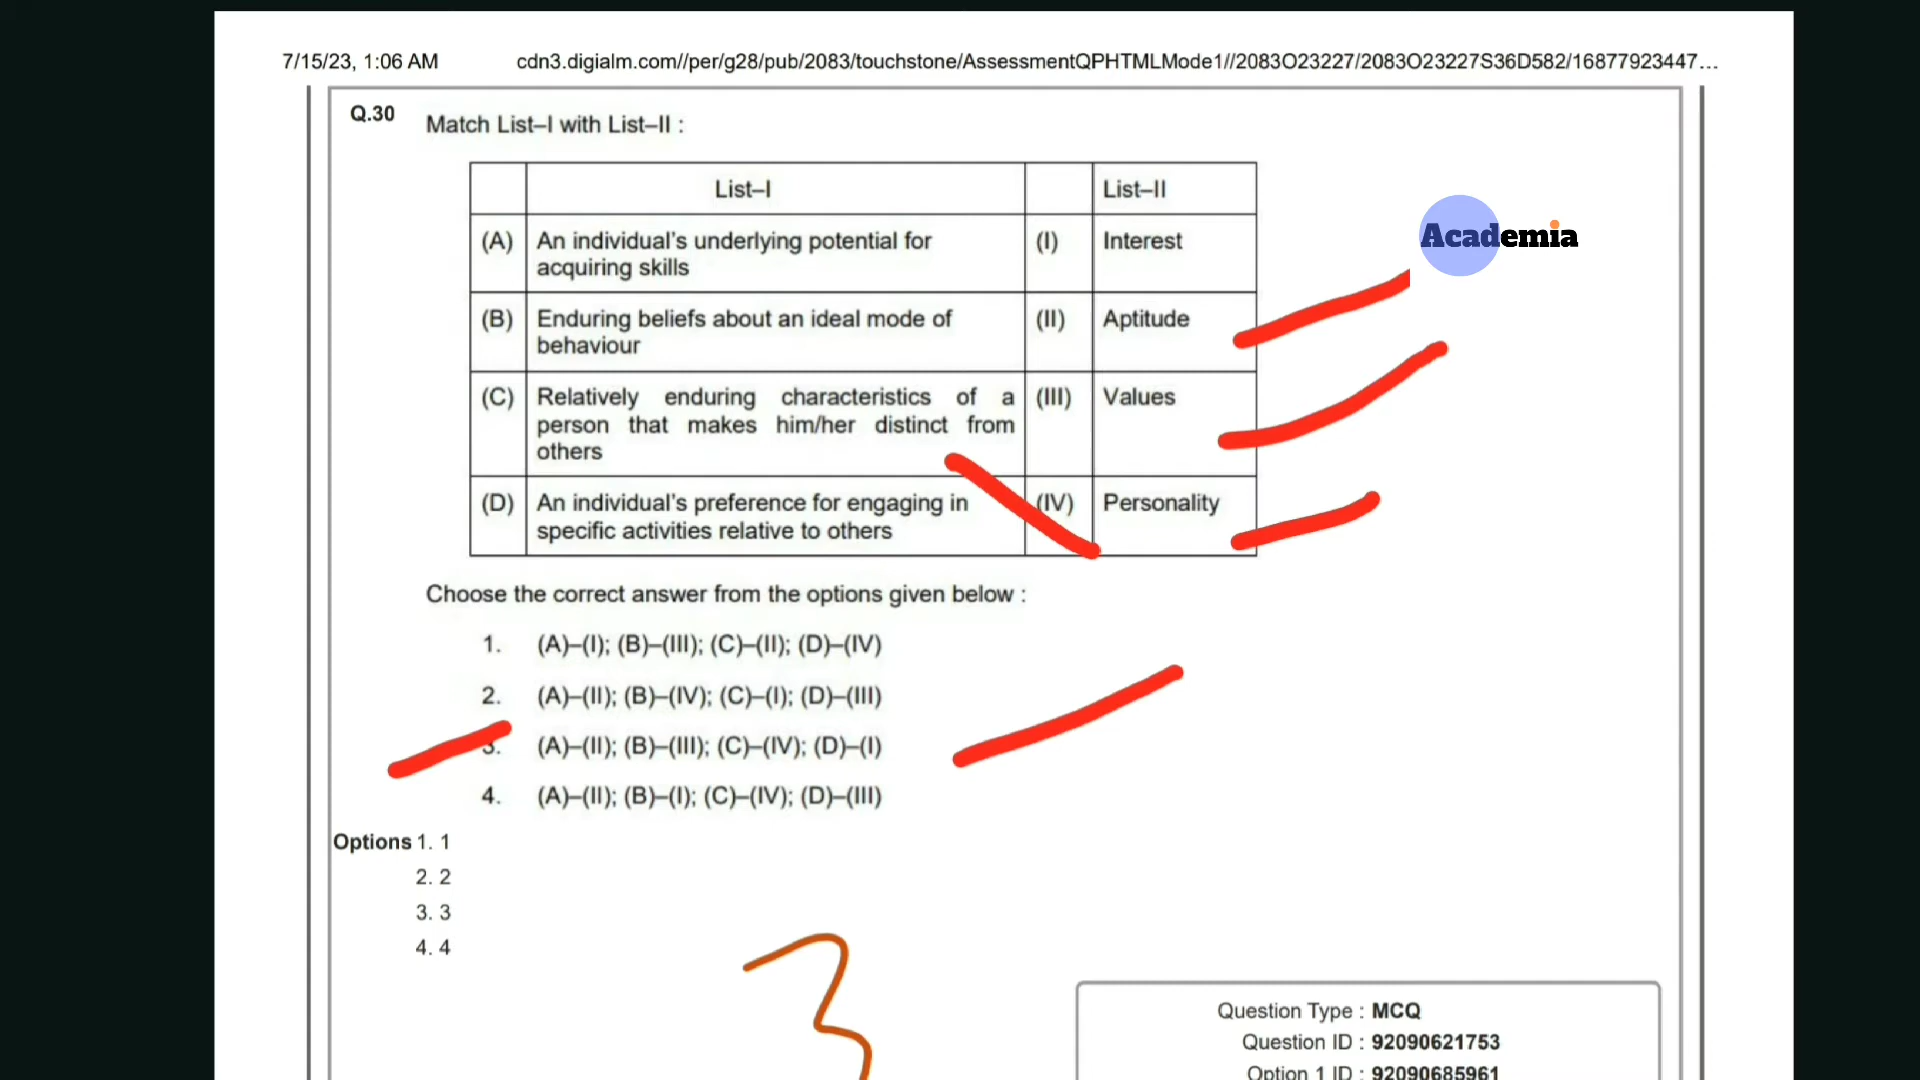 7/15/23, 1:06 AM cdn3.digialm.com//per/g28/pub/2083/touchstone/AssessmentQPHTMLMode1//2083O23227/2083O23227S36D582/16877923447...
Q.30 Match List–I with List–II :
List–I List–II
(A) An individual's underlying potential for acquiring skills (I) Interest
(B) Enduring beliefs about an ideal mode of behaviour (II) Aptitude
(C) Relatively enduring characteristics of a person that makes him/her distinct from others (III) Values
(D) An individual's preference for engaging in specific activities relative to others (IV) Personality
Academia
Choose the correct answer from the options given below :
1. (A)–(I); (B)–(III); (C)–(II); (D)–(IV)
2. (A)–(II); (B)–(IV); (C)–(I); (D)–(III)
3. (A)–(II); (B)–(III); (C)–(IV); (D)–(I)
4. (A)–(II); (B)–(I); (C)–(IV); (D)–(III)
Options 1. 1
2. 2
3. 3
4. 4
3
Question Type : MCQ
Question ID : 92090621753
Option 1 ID : 92090685961